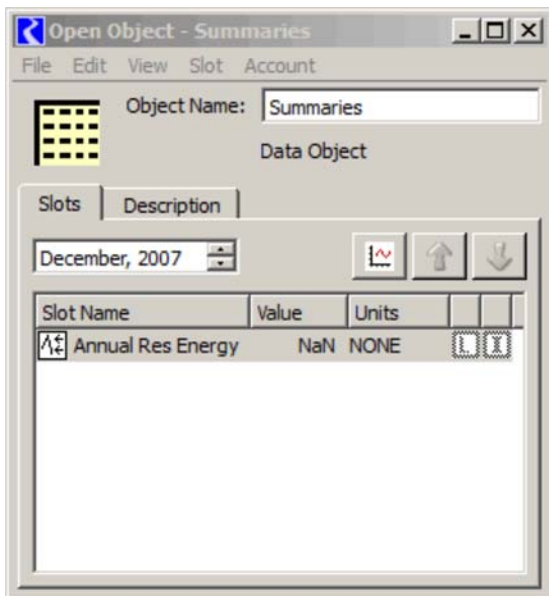 Open Object - Summaries
File Edit View Slot Account
Object Name: Summaries
Data Object
Slots Description
December, 2007
Slot Name Value Units
Annual Res Energy NaN NONE L I